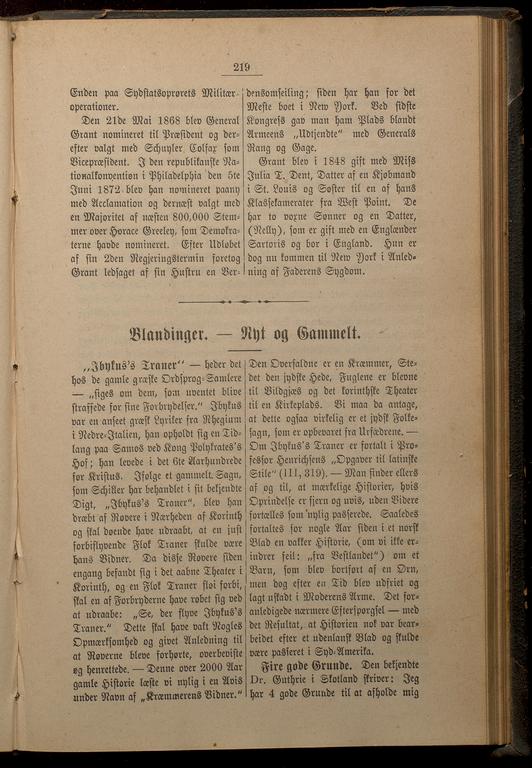 219
Enden paa Sydstatsoprørets Militær-
operationer.
Den 21de Mai 1868 blev General
Grant nomineret til Præsident og der-
efter valgt med Schuyler Colfax som
Vicepræsident. I den republikanske Na-
tionalkonvention i Philadelphia den 5te
Juni 1872 blev han nomineret paany
med Acclamation og dernæst valgt med
en Majoritet af næsten 800,000 Stem-
mer over Horace Greeley, som Demokra-
terne havde nomineret. Efter Udløbet
af sin 2den Regjeringstermin foretog
Grant ledsaget af sin Hustru en Ver-
densomseiling; siden har han for det
Meste boet i New York. Ved sidste
Kongress gav man ham Plads blandt
Armeens „Udtjendte“ med Generals
Rang og Gage.
Grant blev i 1848 gift med Miss
Julia T. Dent, Datter af en Kjøbmand
i St. Louis og Søster til en af hans
Klassekamerater fra West Point. De
har to voxne Sønner og en Datter,
(Nelly), som er gift med en Englænder
Sartoris og bor i England. Hun er
dog nu kommen til New York i Anled-
ning af Faderens Sygdom.
Blandinger. — Nyt og Gammelt.
„Ibykus's Traner“ — heder det
hos de gamle græske Ordsprog-Samlere
— „siges om dem, som uventet blive
straffede for sine Forbrydelser.“ Ibykus
var en anseet græsk Lyriker fra Rhegium
i Nedre-Italien, han opholdt sig en Tid-
lang paa Samos ved Kong Polykrates's
Hof; han levede i det 6te Aarhundrede
før Kristus. Ifølge et gammelt Sagn,
som Schiller har behandlet i sit bekjendte
Digt, „Ibykus's Traner“, blev han
dræbt af Røvere i Nærheden af Korinth
og skal døende have udraabt, at en just
forbiflyvende Flok Traner skulde være
hans Vidner. Da disse Røvere siden
engang befandt sig i det aabne Theater i
Korinth, og en Flok Traner fløi forbi,
skal en af Forbryderne have røbet sig ved
at udraabe: „Se, der flyve Ibykus's
Traner.“ Dette skal have vakt Nogles
Opmærksomhed og givet Anledning til
at Røverne bleve forhørte, overbeviste
og henrettede. — Denne over 2000 Aar
gamle Historie læste vi nylig i en Avis
under Navn af „Kræmmerens Vidner.“
Den Overfaldne er en Kræmmer, Ste-
det den jydske Hede, Fuglene er blevne
til Vildgjæs og det korinthiske Theater
til en Kirkeplads. Vi maa da antage,
at dette ogsaa virkelig er et jydsk Folke-
sagn, som er opbevaret fra Urfædrene. —
Om Ibykus's Traner er fortalt i Pro-
fessor Henrichsens „Opgaver til latinske
Stile“ (III, 319). — Man finder ellers
af og til, at mærkelige Historier, hvis
Oprindelse er fjern og uvis, uden Videre
fortælles som nylig passerede. Saaledes
fortaltes for nogle Aar siden i et norsk
Blad en vakker Historie, (om vi ikke er-
indrer feil: „fra Vestlandet“) om et
Barn, som blev bortført af en Ørn,
men dog efter en Tid blev udfriet og
lagt uskadt i Moderens Arme. Det for-
anledigede nærmere Efterspørgsel — med
det Resultat, at Historien nok var bear-
beidet efter et udenlansk Blad og skulde
være passeret i Syd-Amerika.
Fire gode Grunde. Den bekjendte
Dr. Guthrie i Skotland skriver: Jeg
har 4 gode Grunde til at afholde mig